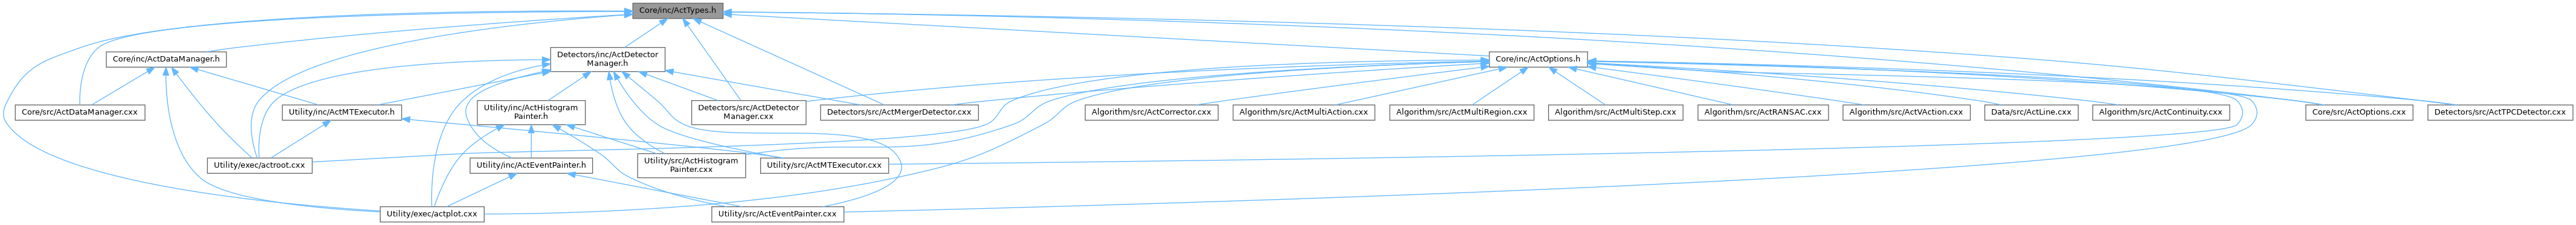 Core/inc/ActTypes.h
Core/inc/ActDataManager.h
Detectors/inc/ActDetector
Manager.h
Core/inc/ActOptions.h
Core/src/ActDataManager.cxx
Utility/inc/ActMTExecutor.h
Utility/inc/ActHistogram
Painter.h
Detectors/src/ActDetector
Manager.cxx
Detectors/src/ActMergerDetector.cxx
Algorithm/src/ActCorrector.cxx
Algorithm/src/ActMultiAction.cxx
Algorithm/src/ActMultiRegion.cxx
Algorithm/src/ActMultiStep.cxx
Algorithm/src/ActRANSAC.cxx
Algorithm/src/ActVAction.cxx
Data/src/ActLine.cxx
Algorithm/src/ActContinuity.cxx
Core/src/ActOptions.cxx
Detectors/src/ActTPCDetector.cxx
Utility/exec/actroot.cxx
Utility/inc/ActEventPainter.h
Utility/src/ActHistogram
Painter.cxx
Utility/src/ActMTExecutor.cxx
Utility/exec/actplot.cxx
Utility/src/ActEventPainter.cxx